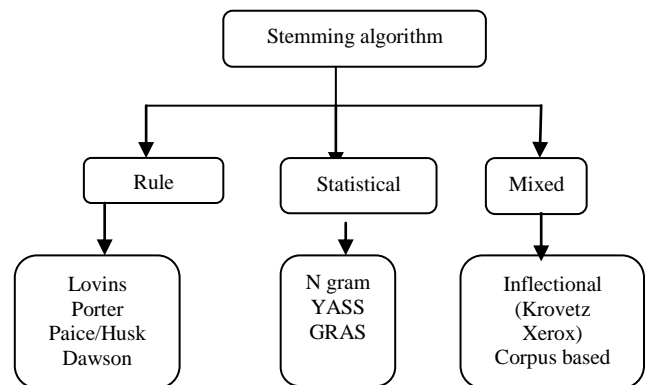 Stemming algorithm
Rule
Statistical
Mixed
Lovins
Porter
Paice/Husk
Dawson
N gram
YASS
GRAS
Inflectional
(Krovetz
Xerox)
Corpus based